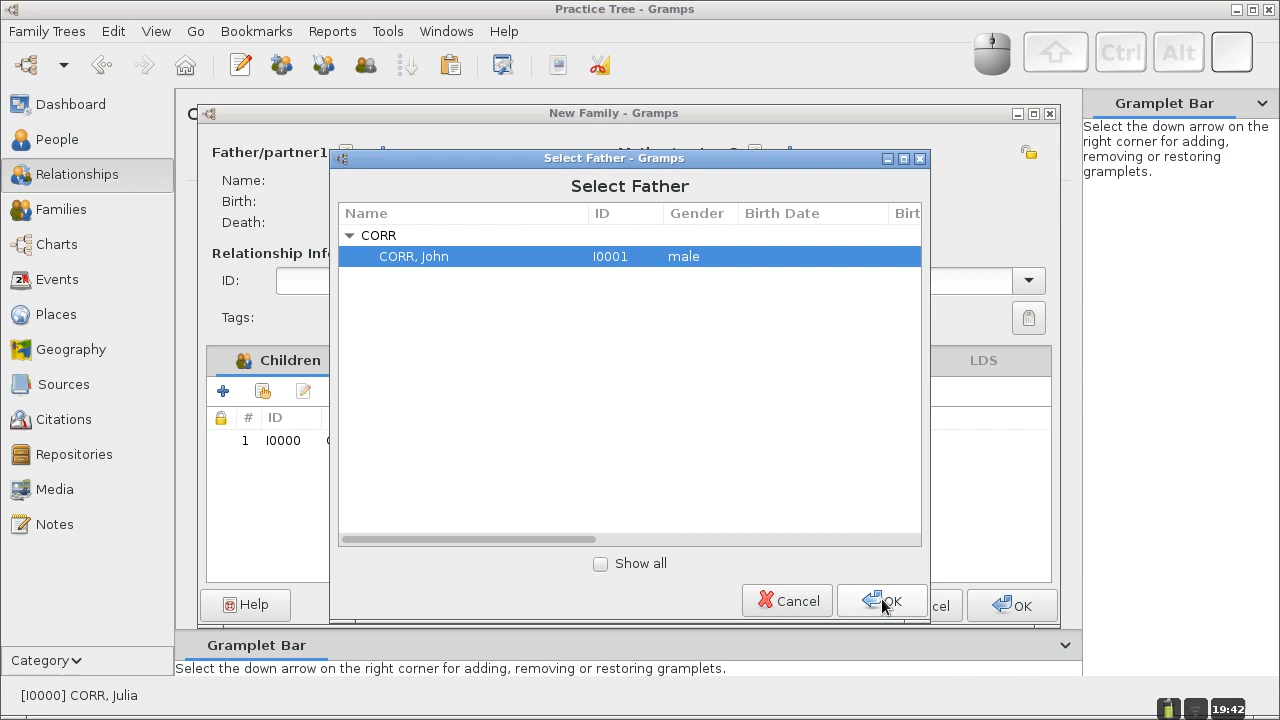 Practice Tree - Gramps
Family Trees Edit View Go Bookmarks Reports Tools Windows Help
Ctrl Alt
Dashboard
People
Relationships
Families
Charts
Events
Places
Geography
Sources
Citations
Repositories
Media
Notes
Category
New Family - Gramps
Father/partner1
Name:
Birth:
Death:
ID:
Tags:
Children
LDS
# ID
1 I0000
Help
OK
Select Father - Gramps
Select Father
Name ID Gender Birth Date Birt
CORR
CORR, John I0001 male
Show all
Cancel OK
Gramplet Bar
Select the down arrow on the
right corner for adding,
removing or restoring
gramplets.
Gramplet Bar
Select the down arrow on the right corner for adding, removing or restoring gramplets.
[I0000] CORR, Julia
19:42